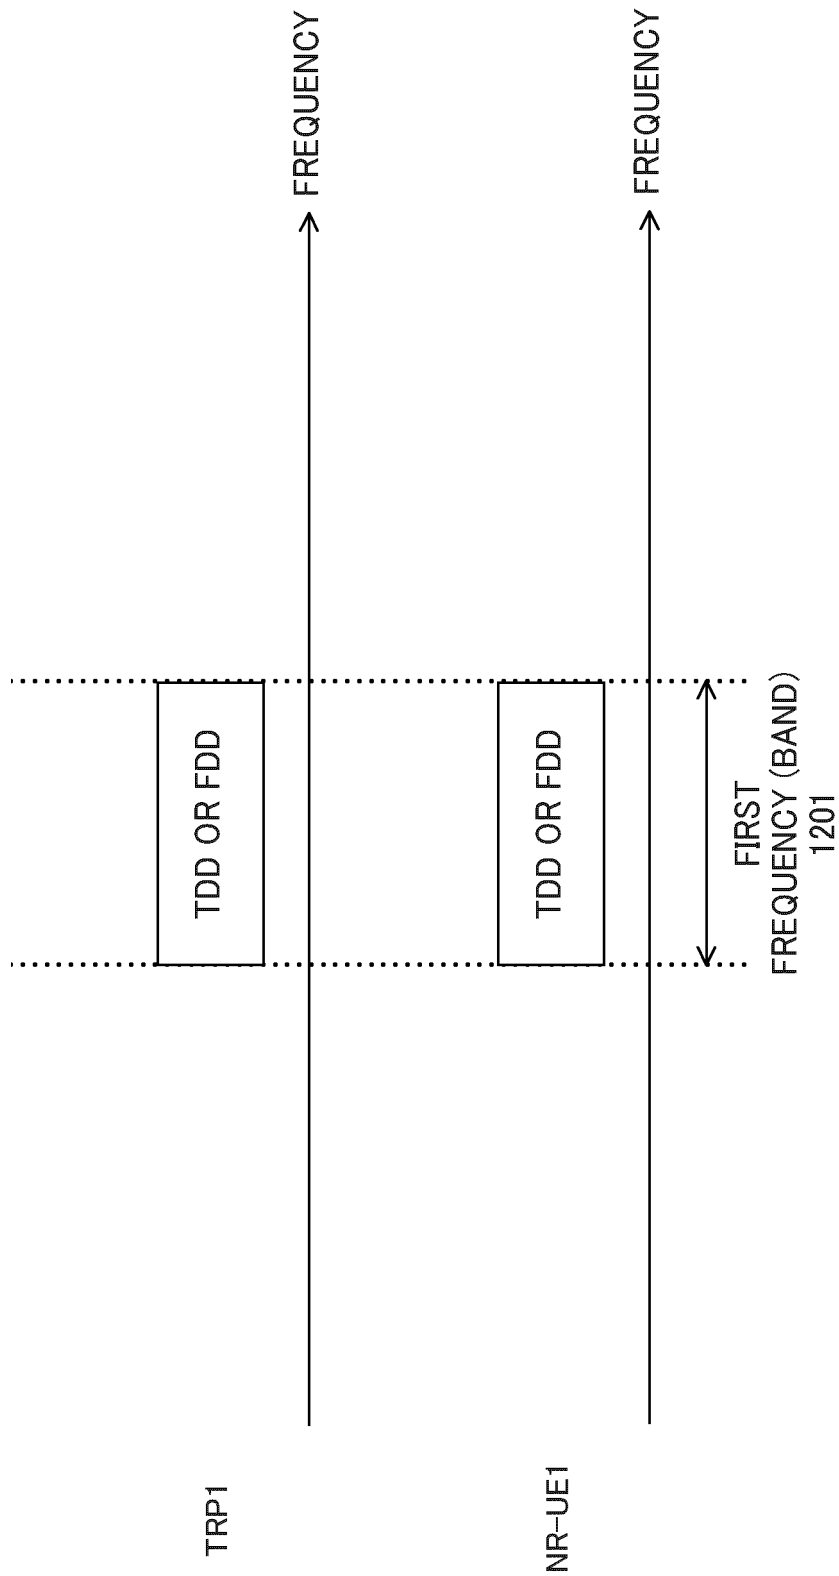 TRP1
TDD OR FDD
FREQUENCY
NR-UE1
TDD OR FDD
FREQUENCY
FIRST
FREQUENCY (BAND)
1201